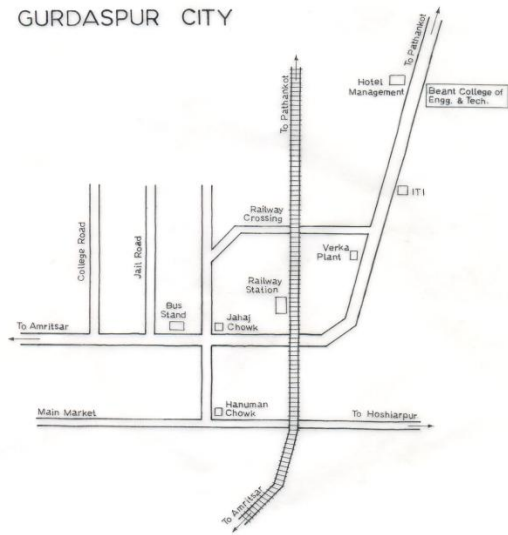 GURDASPUR CITY
To Pathankot
To Pathankot
Hotel
Management
Beant College of
Engg. & Tech.
ITI
Railway
Crossing
College Road
Jail Road
Verka
Plant
Railway
Station
Bus
Stand
Jahaj
Chowk
To Amritsar
Hanuman
Chowk
Main Market
To Hoshiarpur
To Amritsar